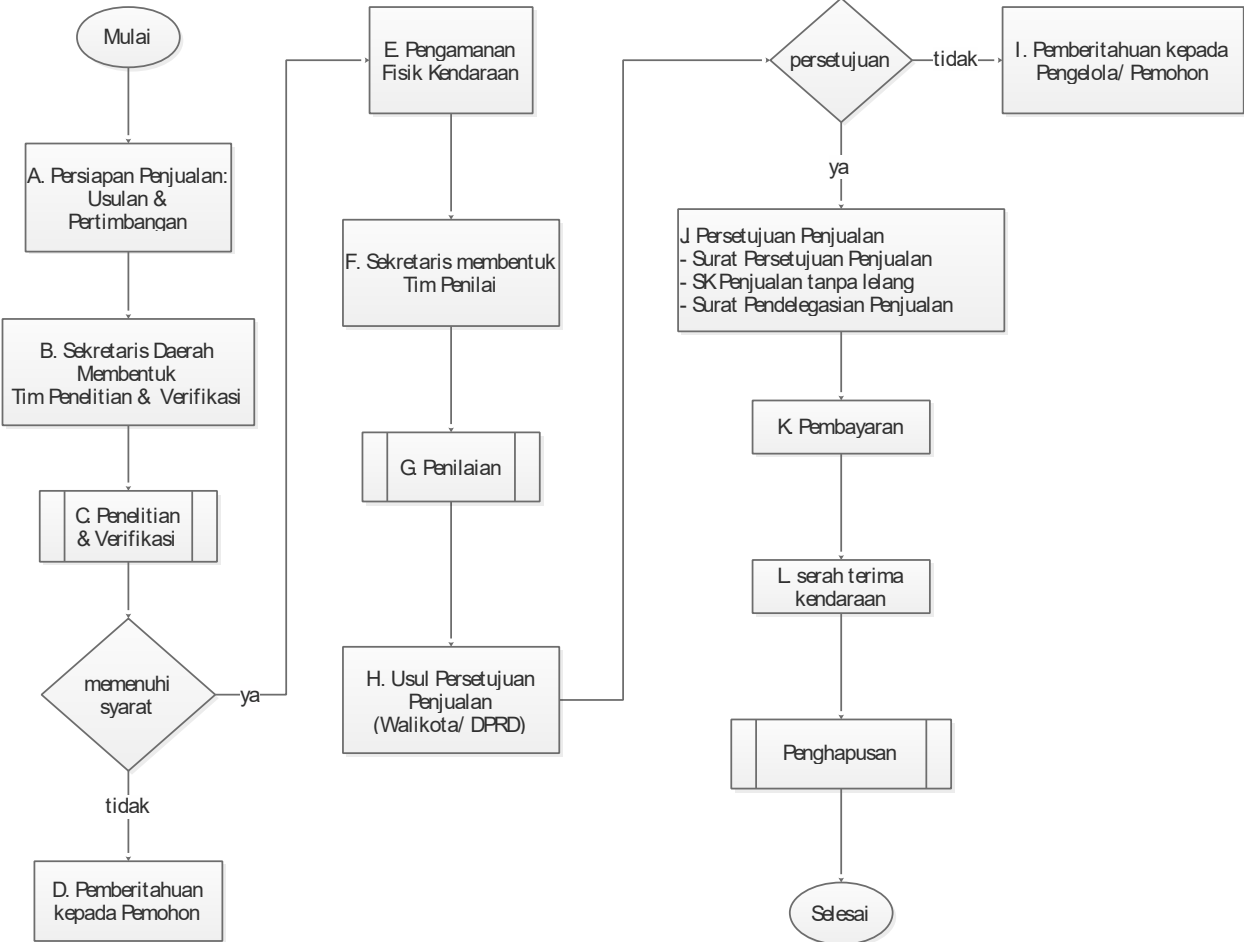 Mulai
A. Persiapan Penjualan:
Usulan &
Pertimbangan
B. Sekretaris Daerah
Membentuk
Tim Penelitian & Verifikasi
C. Penelitian
& Verifikasi
memenuhi
syarat
ya
tidak
D. Pemberitahuan
kepada Pemohon
E. Pengamanan
Fisik Kendaraan
F. Sekretaris membentuk
Tim Penilai
G. Penilaian
H. Usul Persetujuan
Penjualan
(Walikota/ DPRD)
persetujuan
tidak
I. Pemberitahuan kepada
Pengelola/ Pemohon
ya
J. Persetujuan Penjualan
- Surat Persetujuan Penjualan
- SK Penjualan tanpa lelang
- Surat Pendelegasian Penjualan
K. Pembayaran
L. serah terima
kendaraan
Penghapusan
Selesai